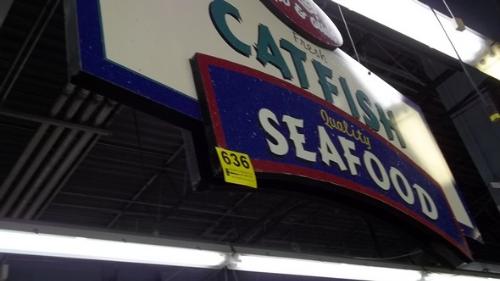 Fresh
CATFISH
Quality
SEAFOOD
636